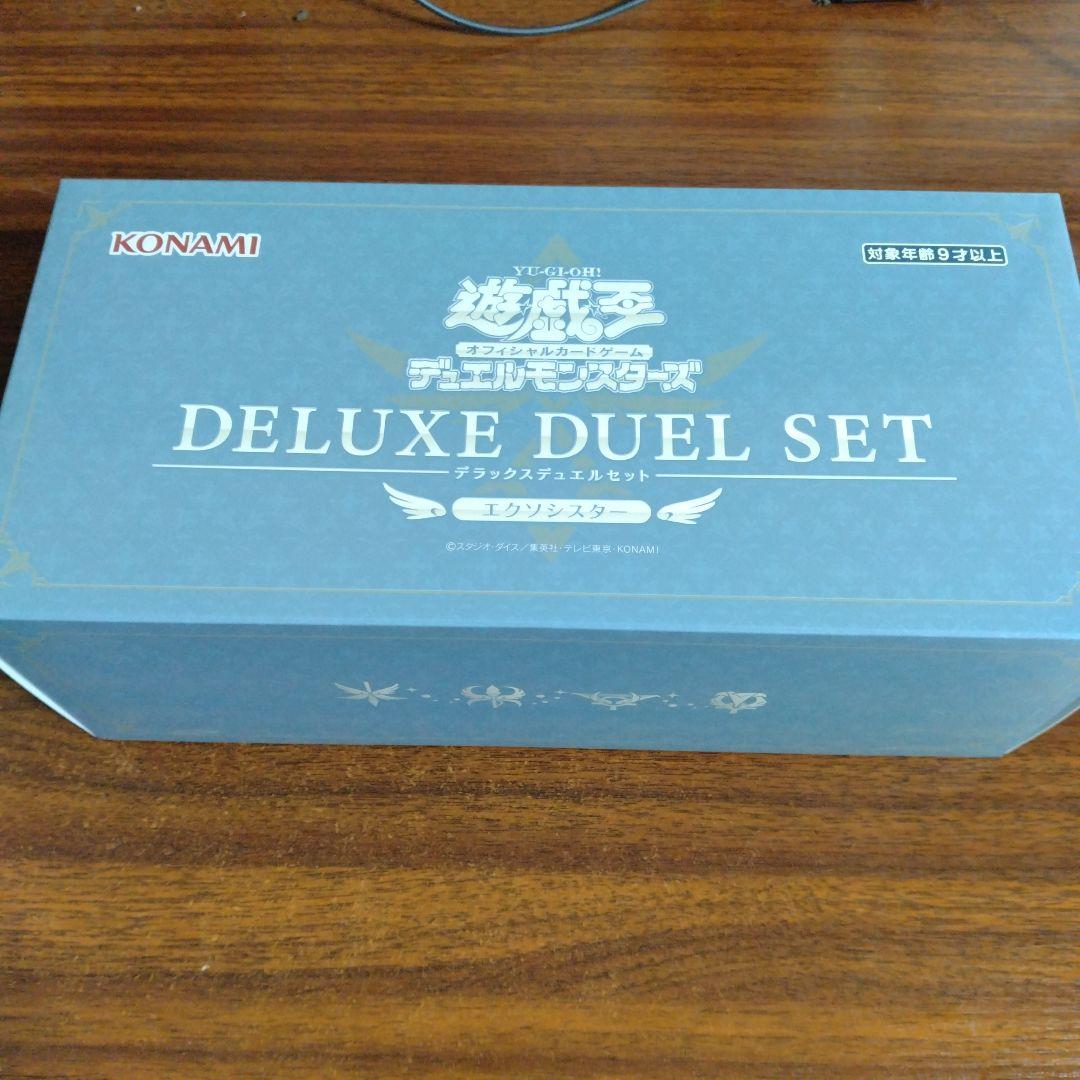 KONAMI
対象年齢9才以上
YU-GI-OH!
遊戯王
オフィシャルカードゲーム
デュエルモンスターズ
DELUXE DUEL SET
デラックスデュエルセット
エクソシスター
©スタジオ・ダイス/集英社・テレビ東京・KONAMI